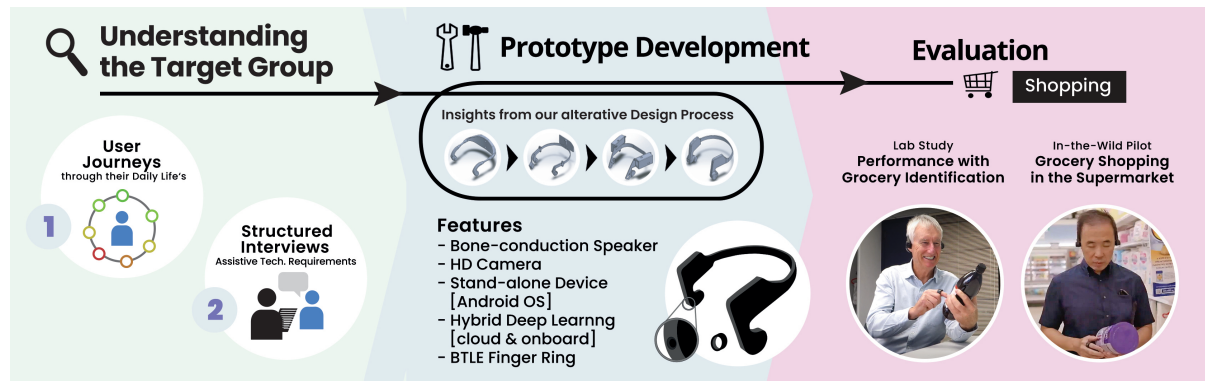 Understanding
the Target Group
User
Journeys
through their Daily Life's
1
Structured
Interviews
Assistive Tech. Requirements
2
Prototype Development
Insights from our alterative Design Process
Features
- Bone-conduction Speaker
- HD Camera
- Stand-alone Device
[Android OS]
- Hybrid Deep Learnng
[cloud & onboard]
- BTLE Finger Ring
Evaluation
Shopping
Lab Study
Performance with
Grocery Identification
In-the-Wild Pilot
Grocery Shopping
in the Supermarket